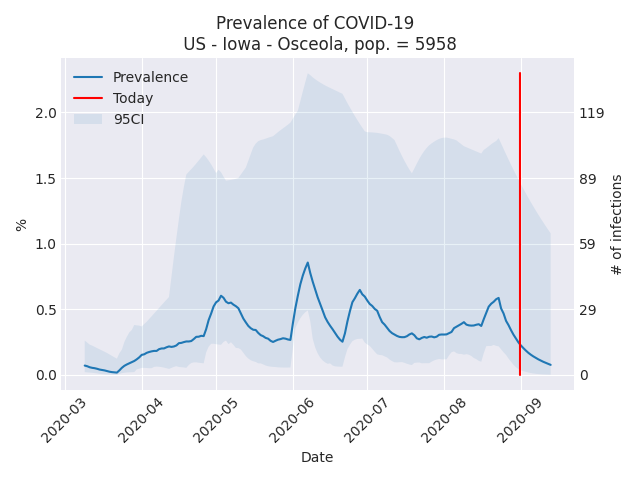 Prevalence of COVID-19
US - Iowa - Osceola, pop. = 5958
Prevalence
Today
95CI
2.0
1.5
1.0
0.5
0.0
%
119
89
59
29
0
# of infections
2020-03
2020-04
2020-05
2020-06
2020-07
2020-08
2020-09
Date